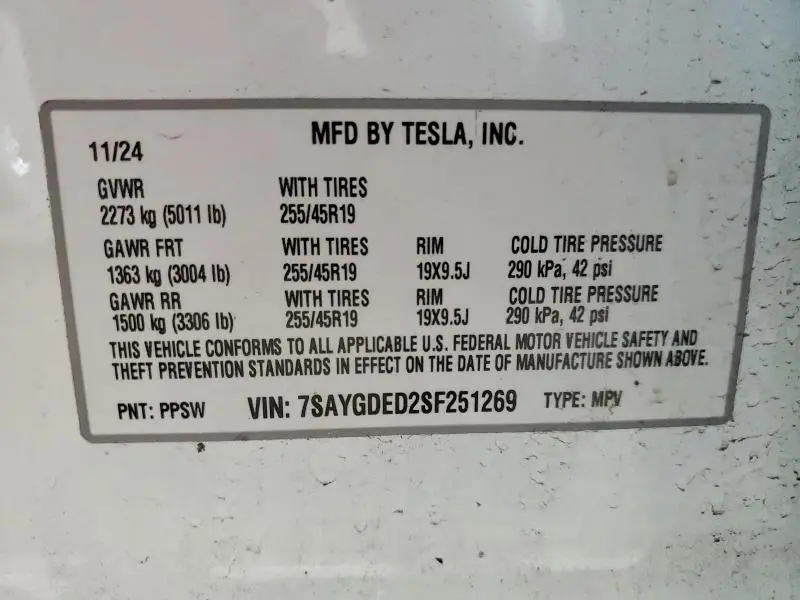 MFD BY TESLA, INC.
11/24
GVWR WITH TIRES
2273 kg (5011 lb) 255/45R19
GAWR FRT WITH TIRES RIM COLD TIRE PRESSURE
1363 kg (3004 lb) 255/45R19 19X9.5J 290 kPa, 42 psi
GAWR RR WITH TIRES RIM COLD TIRE PRESSURE
1500 kg (3306 lb) 255/45R19 19X9.5J 290 kPa, 42 psi
THIS VEHICLE CONFORMS TO ALL APPLICABLE U.S. FEDERAL MOTOR VEHICLE SAFETY AND
THEFT PREVENTION STANDARDS IN EFFECT ON THE DATE OF MANUFACTURE SHOWN ABOVE.
PNT: PPSW VIN: 7SAYGDED2SF251269 TYPE: MPV